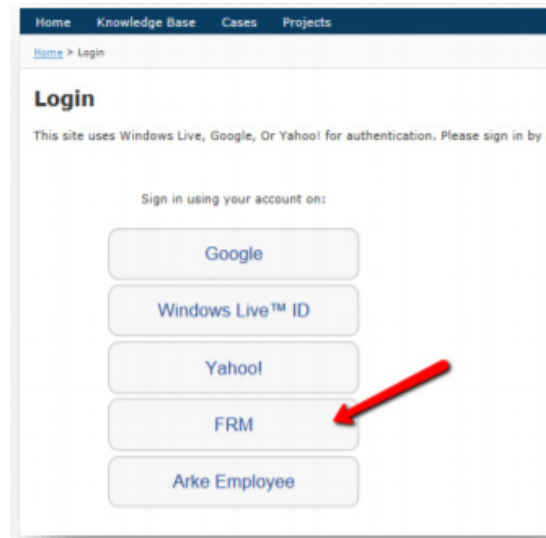 Home Knowledge Base Cases Projects
Home > Login
Login
This site uses Windows Live, Google, Or Yahoo! for authentication. Please sign in by
Sign in using your account on:
Google
Windows Live™ ID
Yahoo!
FRM
Arke Employee